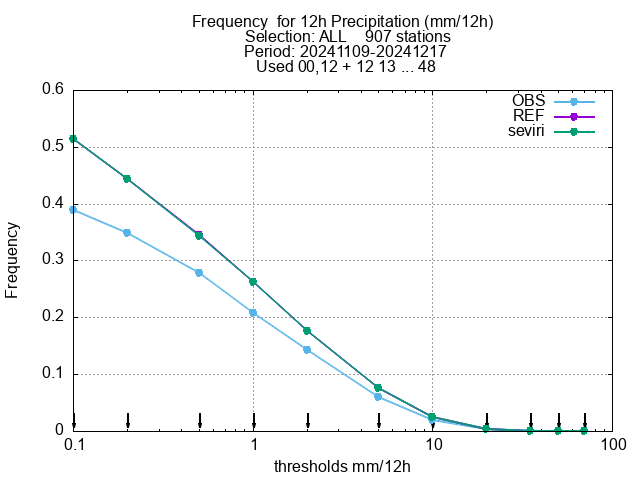 Frequency  for 12h Precipitation (mm/12h)
Selection: ALL    907 stations
Period: 20241109-20241217
Used 00,12 + 12 13 ... 48
OBS
REF
seviri
0.6
0.5
0.4
0.3
0.2
0.1
0
Frequency
0.1 1 10 100
thresholds mm/12h